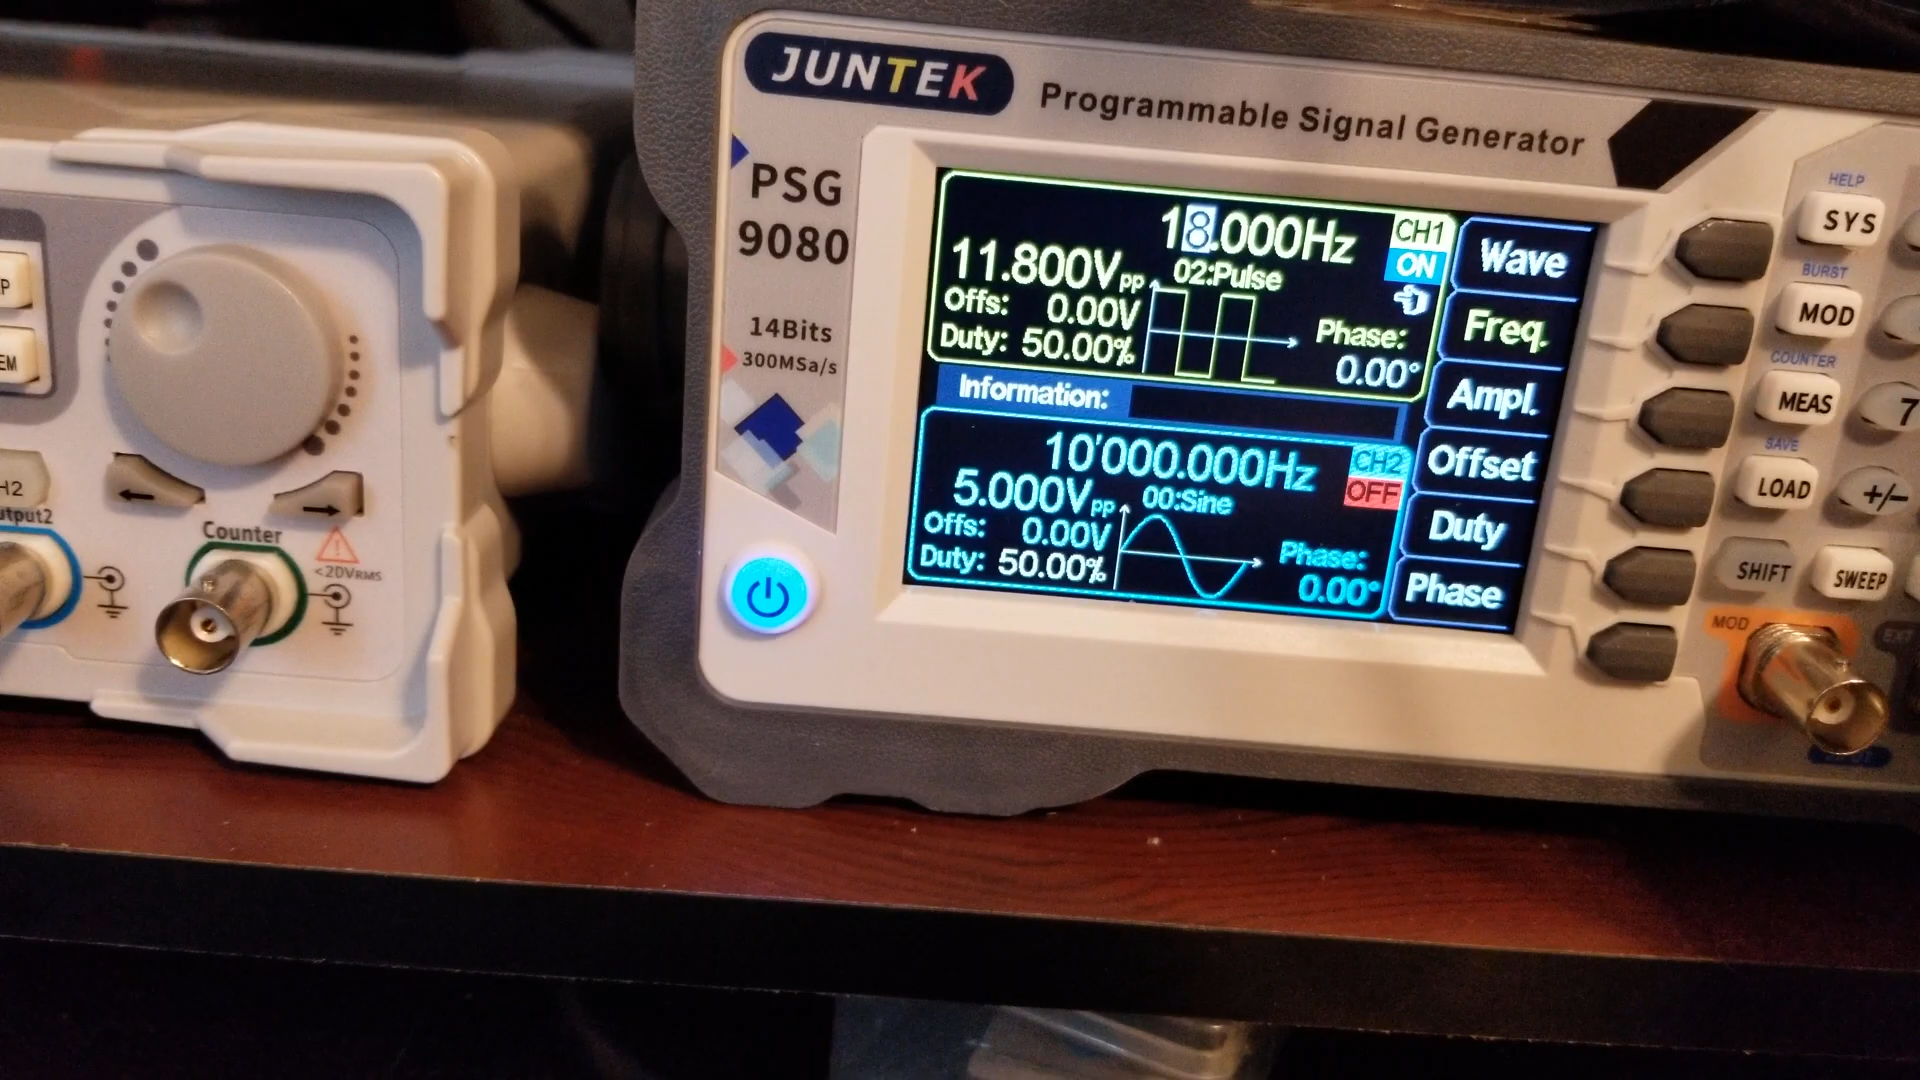 JUNTEK
Programmable Signal Generator
PSG
9080
14Bits
300MSa/s
18.000Hz
CH1
ON
11.800Vpp
02:Pulse
Offs: 0.00V
Duty: 50.00%
Phase:
0.00°
Information:
10'000.000Hz
CH2
OFF
5.000Vpp
00:Sine
Offs: 0.00V
Duty: 50.00%
Phase:
0.00°
Wave
Freq.
Ampl.
Offset
Duty
Phase
HELP
SYS
BURST
MOD
COUNTER
MEAS
7
SAVE
LOAD
+/-
SHIFT
SWEEP
MOD
EXT
P
EM
H2
utput2
Counter
<20VRMS